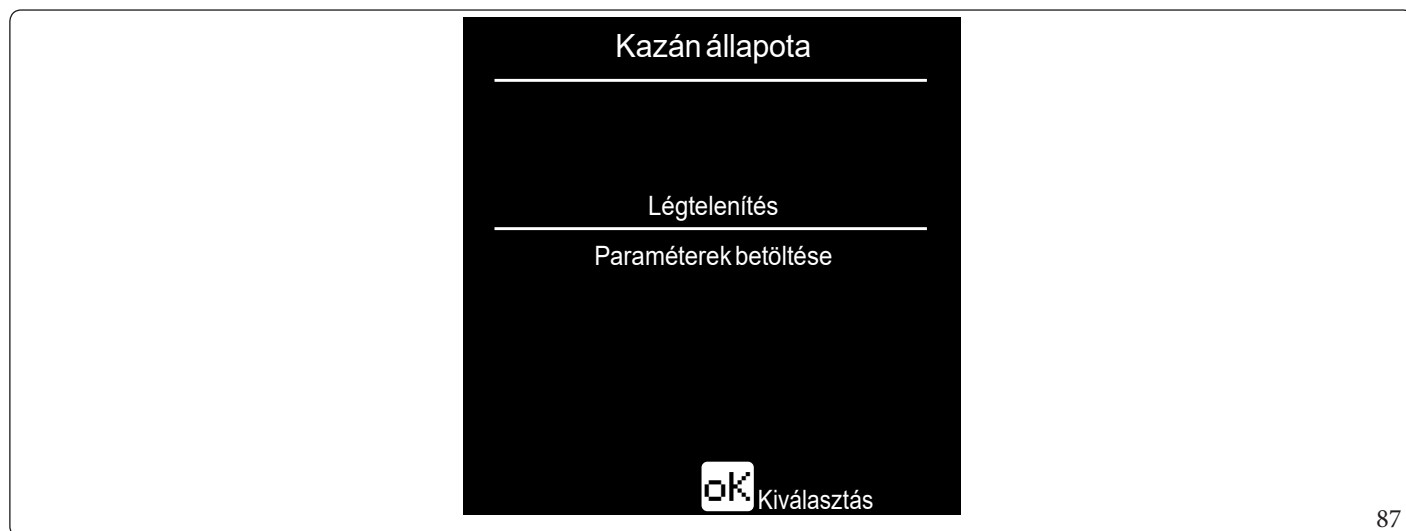 Kazán állapota
Légtelenítés
Paraméterek betöltése
oK Kiválasztás
87